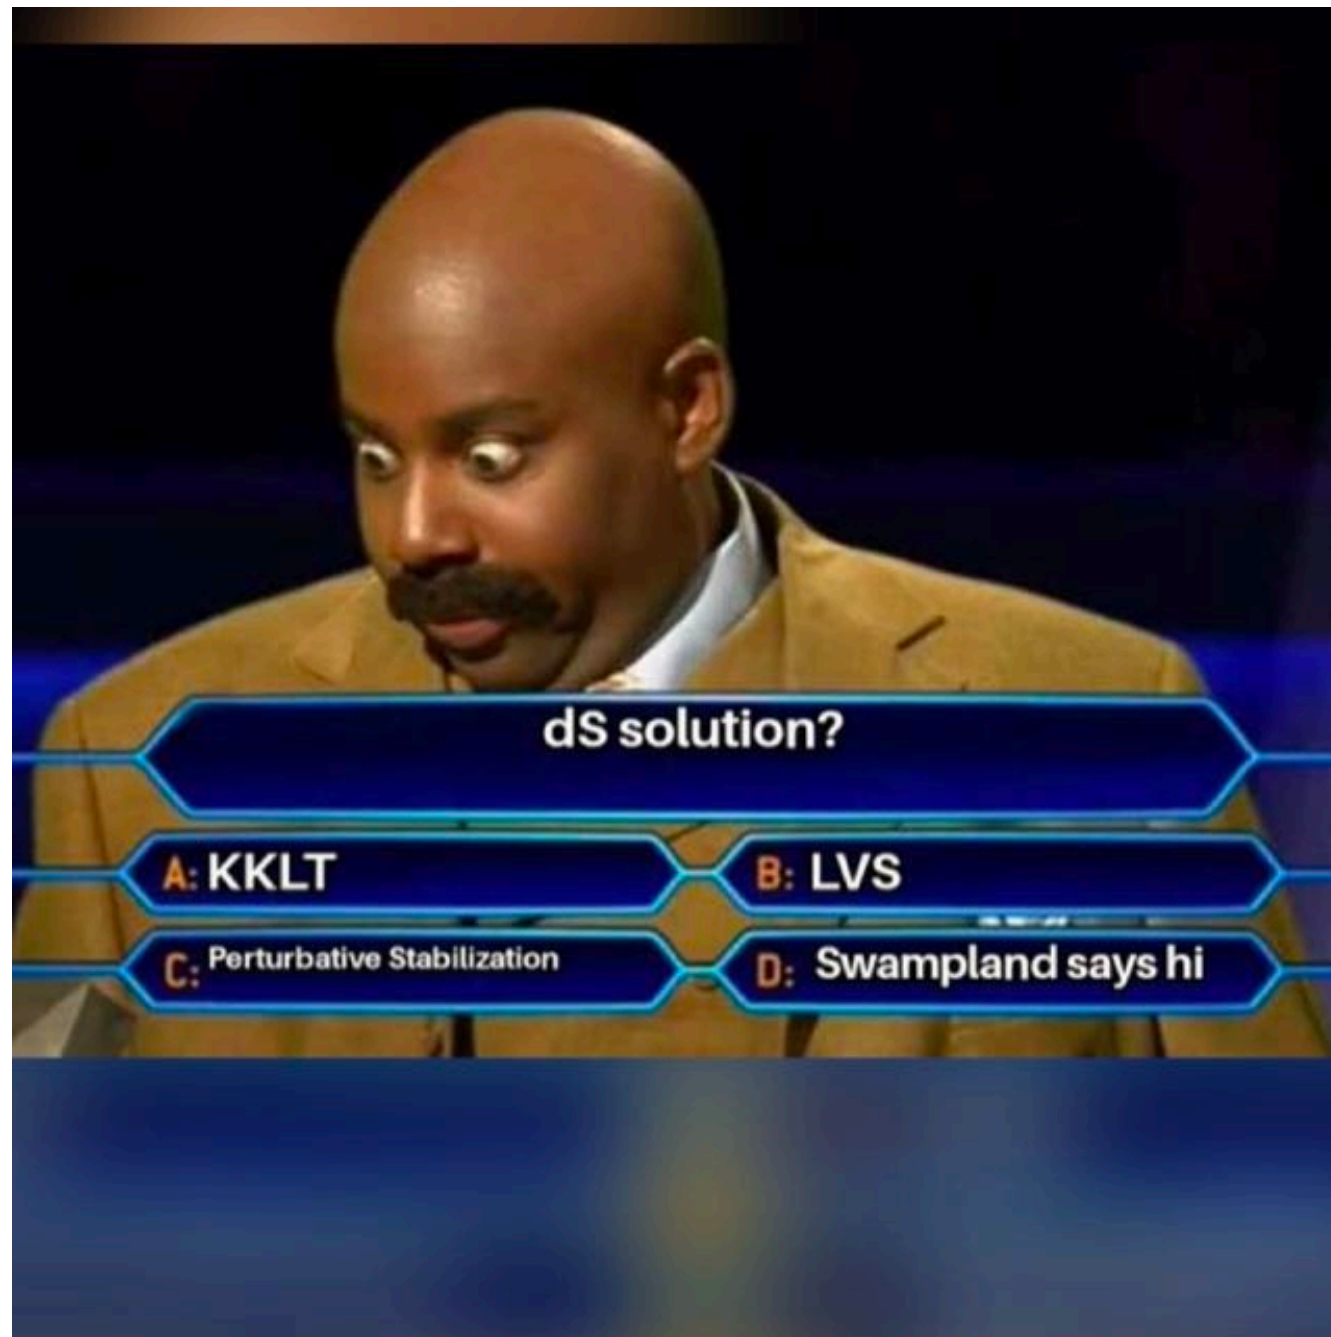 dS solution?
A: KKLT
B: LVS
C: Perturbative Stabilization
D: Swampland says hi